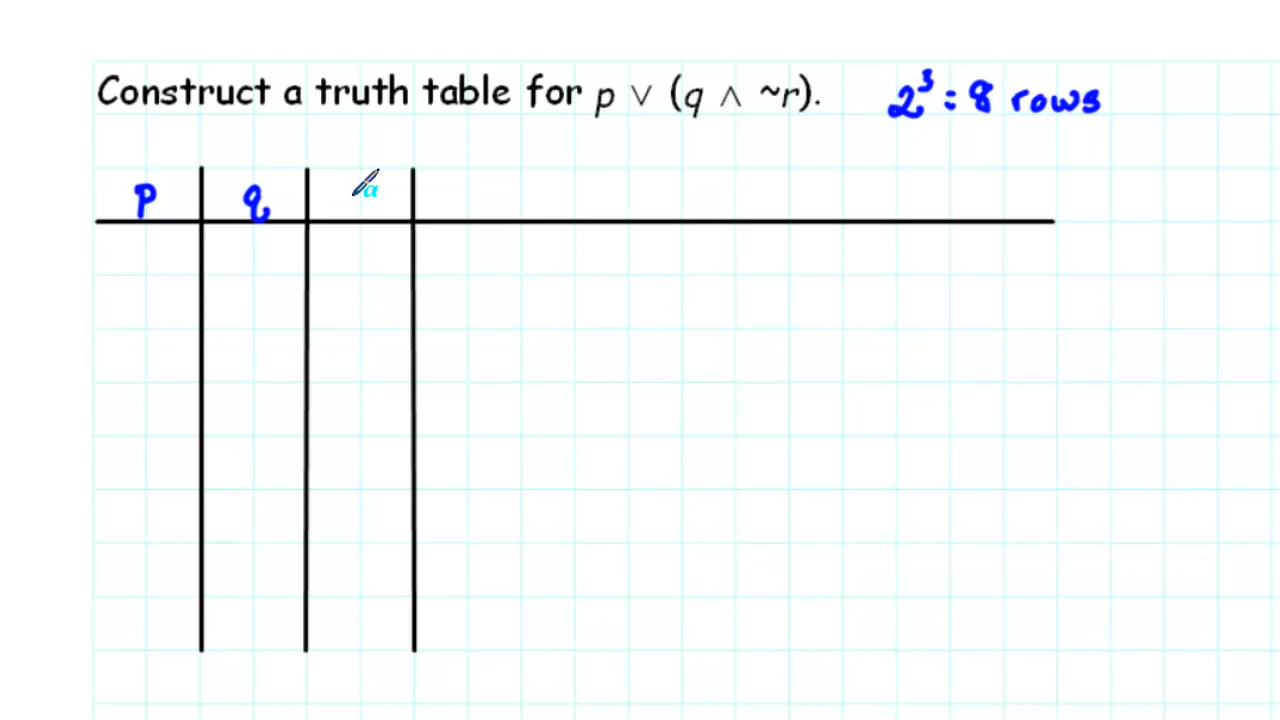 Construct a truth table for p ∨ (q ∧ ~r). 2³ = 8 rows
p q